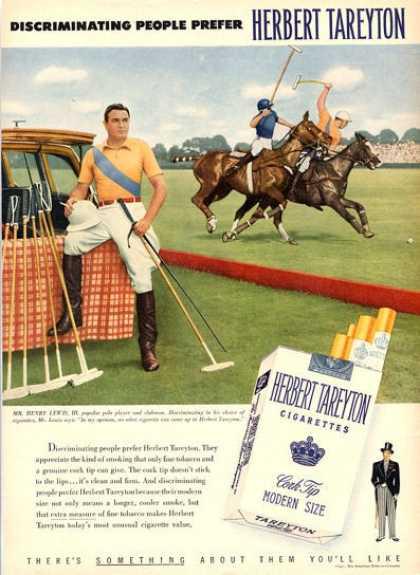 DISCRIMINATING PEOPLE PREFER HERBERT TAREYTON
MR. HENRY LEWIS, III, popular polo player and clubman. Discriminating in his choice of
cigarettes, Mr. Lewis says: "In my opinion, no other cigarette can come up to Herbert Tareyton."
Discriminating people prefer Herbert Tareyton. They
appreciate the kind of smoking that only fine tobacco and
a genuine cork tip can give. The cork tip doesn't stick
to the lips... it's clean and firm. And discriminating
people prefer Herbert Tareyton because their modern
size not only means a longer, cooler smoke, but
that extra measure of fine tobacco makes Herbert
Tareyton today's most unusual cigarette value.
HERBERT TAREYTON
CIGARETTES
Cork Tip
MODERN SIZE
TAREYTON
THERE'S SOMETHING ABOUT THEM YOU'LL LIKE